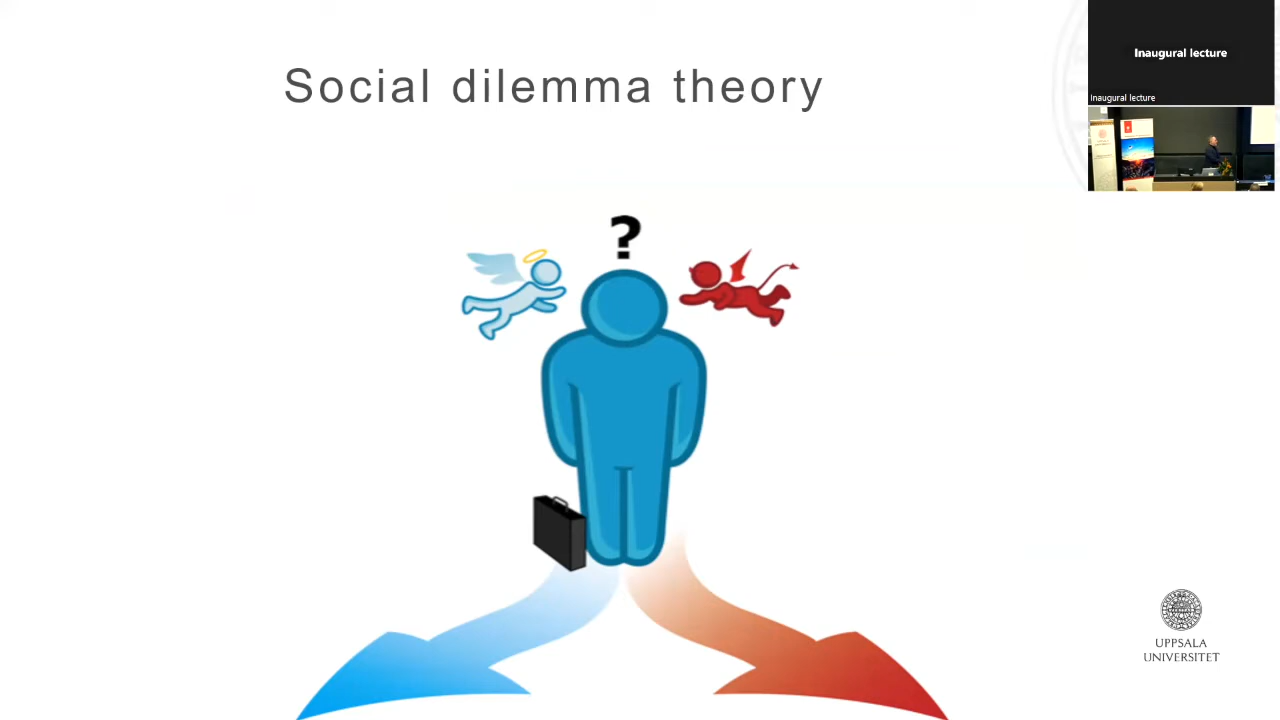 Social dilemma theory
?
Inaugural lecture
Inaugural lecture
UPPSALA
UNIVERSITET